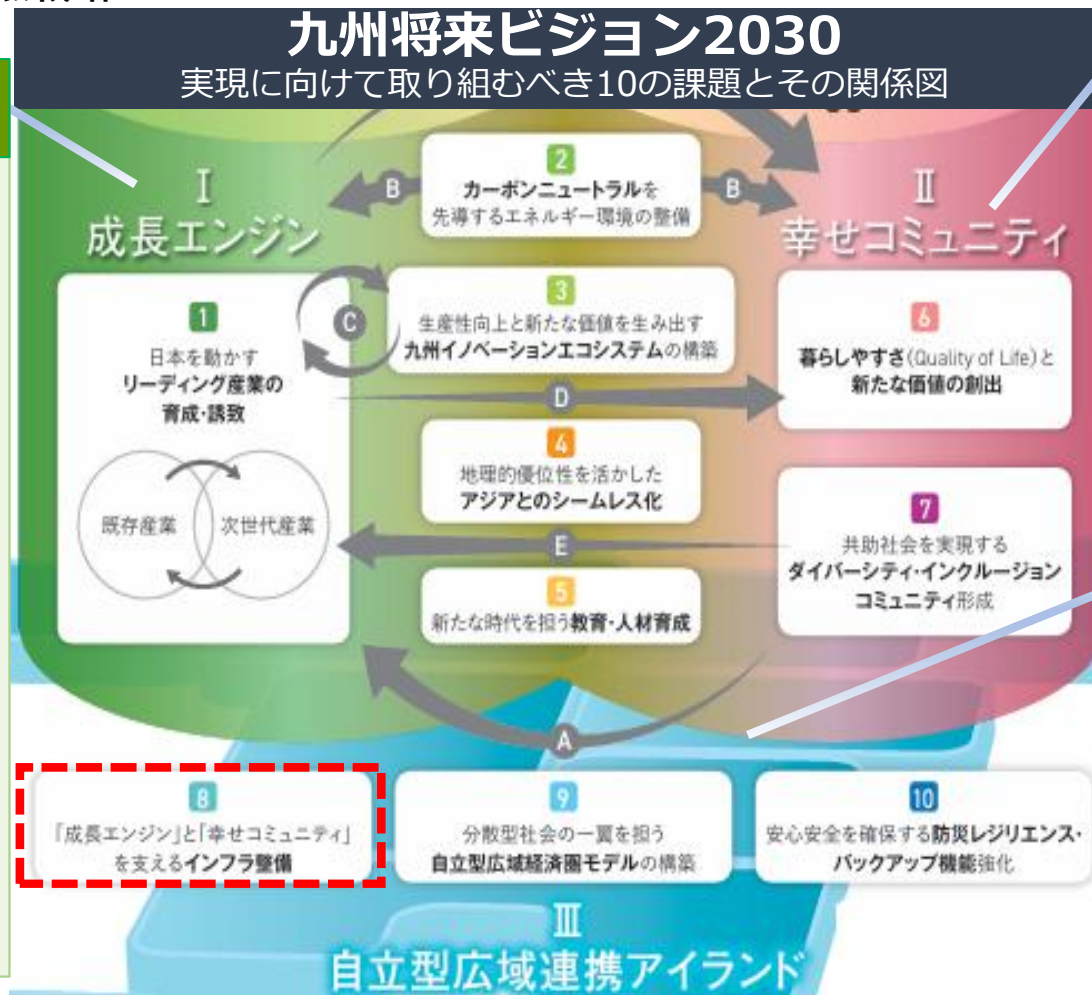 九州将来ビジョン2030
実現に向けて取り組むべき10の課題とその関係図
Ⅰ
成長エンジン
B
2
カーボンニュートラルを
先導するエネルギー環境の整備
B
Ⅱ
幸せコミュニティ
1
日本を動かす
リーディング産業の
育成・誘致
既存産業
次世代産業
C
3
生産性向上と新たな価値を生み出す
九州イノベーションエコシステムの構築
D
4
地理的優位性を活かした
アジアとのシームレス化
E
5
新たな時代を担う教育・人材育成
A
6
暮らしやすさ(Quality of Life)と
新たな価値の創出
7
共助社会を実現する
ダイバーシティ・インクルージョン
コミュニティ形成
8
「成長エンジン」と「幸せコミュニティ」
を支えるインフラ整備
9
分散型社会の一翼を担う
自立型広域経済圏モデルの構築
10
安心安全を確保する防災レジリエンス・
バックアップ機能強化
Ⅲ
自立型広域連携アイランド